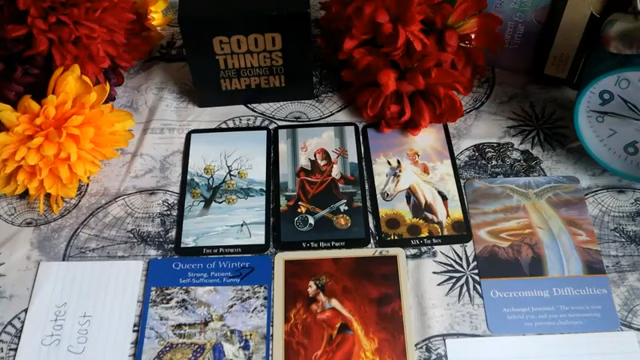 GOOD
THINGS
ARE GOING TO
HAPPEN!
FIVE OF PENTACLES
V • THE HIGH PRIEST
XIX • THE SUN
Overcoming Difficulties
Queen of Winter
Strong, Patient,
Self-Sufficient, Funny
States
Coast